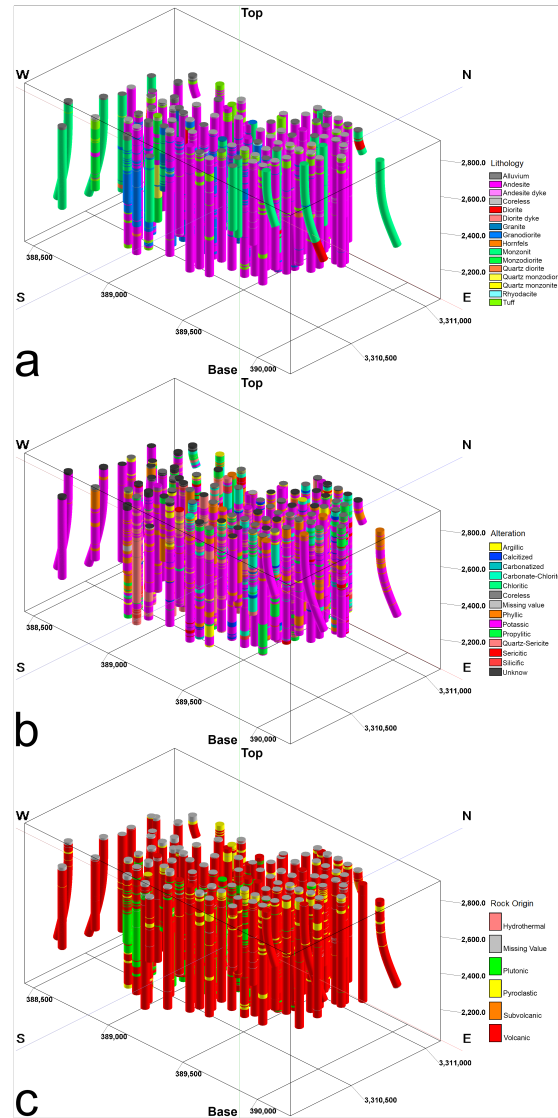 Top
W
N
2,800.0
2,600.0
2,400.0
2,200.0
Lithology
Alluvium
Andesite
Andesite dyke
Coreless
Diorite
Diorite dyke
Granite
Granodiorite
Hornfels
Monzonit
Monzodiorite
Quartz diorite
Quartz monzodior
Quartz monzonite
Rhyodacite
Tuff
388,500
389,000
389,500
390,000
3,310,500
3,311,000
S
E
Base
a
Top
W
N
2,800.0
2,600.0
2,400.0
2,200.0
Alteration
Argillic
Calcitized
Carbonatized
Carbonate-Chlorit
Chloritic
Coreless
Missing value
Phyllic
Potassic
Propylitic
Quartz-Sericite
Sericitic
Silicific
Unknow
388,500
389,000
389,500
390,000
3,310,500
3,311,000
S
E
Base
b
Top
W
N
2,800.0
2,600.0
2,400.0
2,200.0
Rock Origin
Hydrothermal
Missing Value
Plutonic
Pyroclastic
Subvolcanic
Volcanic
388,500
389,000
389,500
390,000
3,310,500
3,311,000
S
E
Base
c